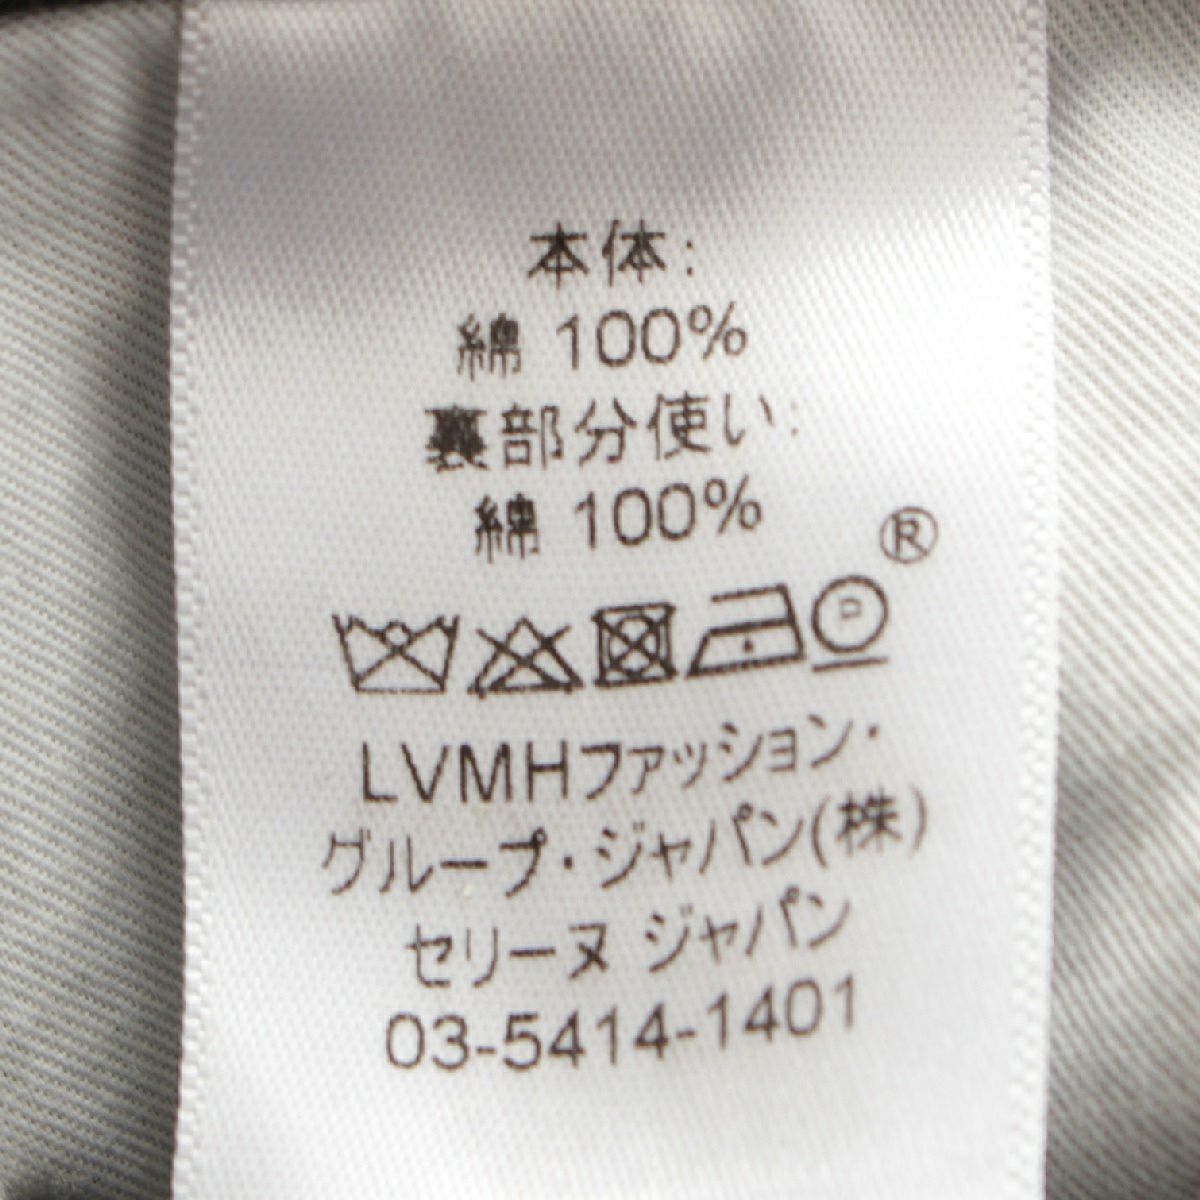 本体:
綿 100%
裏部分使い:
綿 100%
®
P
LVMHファッション・
グループ・ジャパン(株)
セリーヌ ジャパン
03-5414-1401